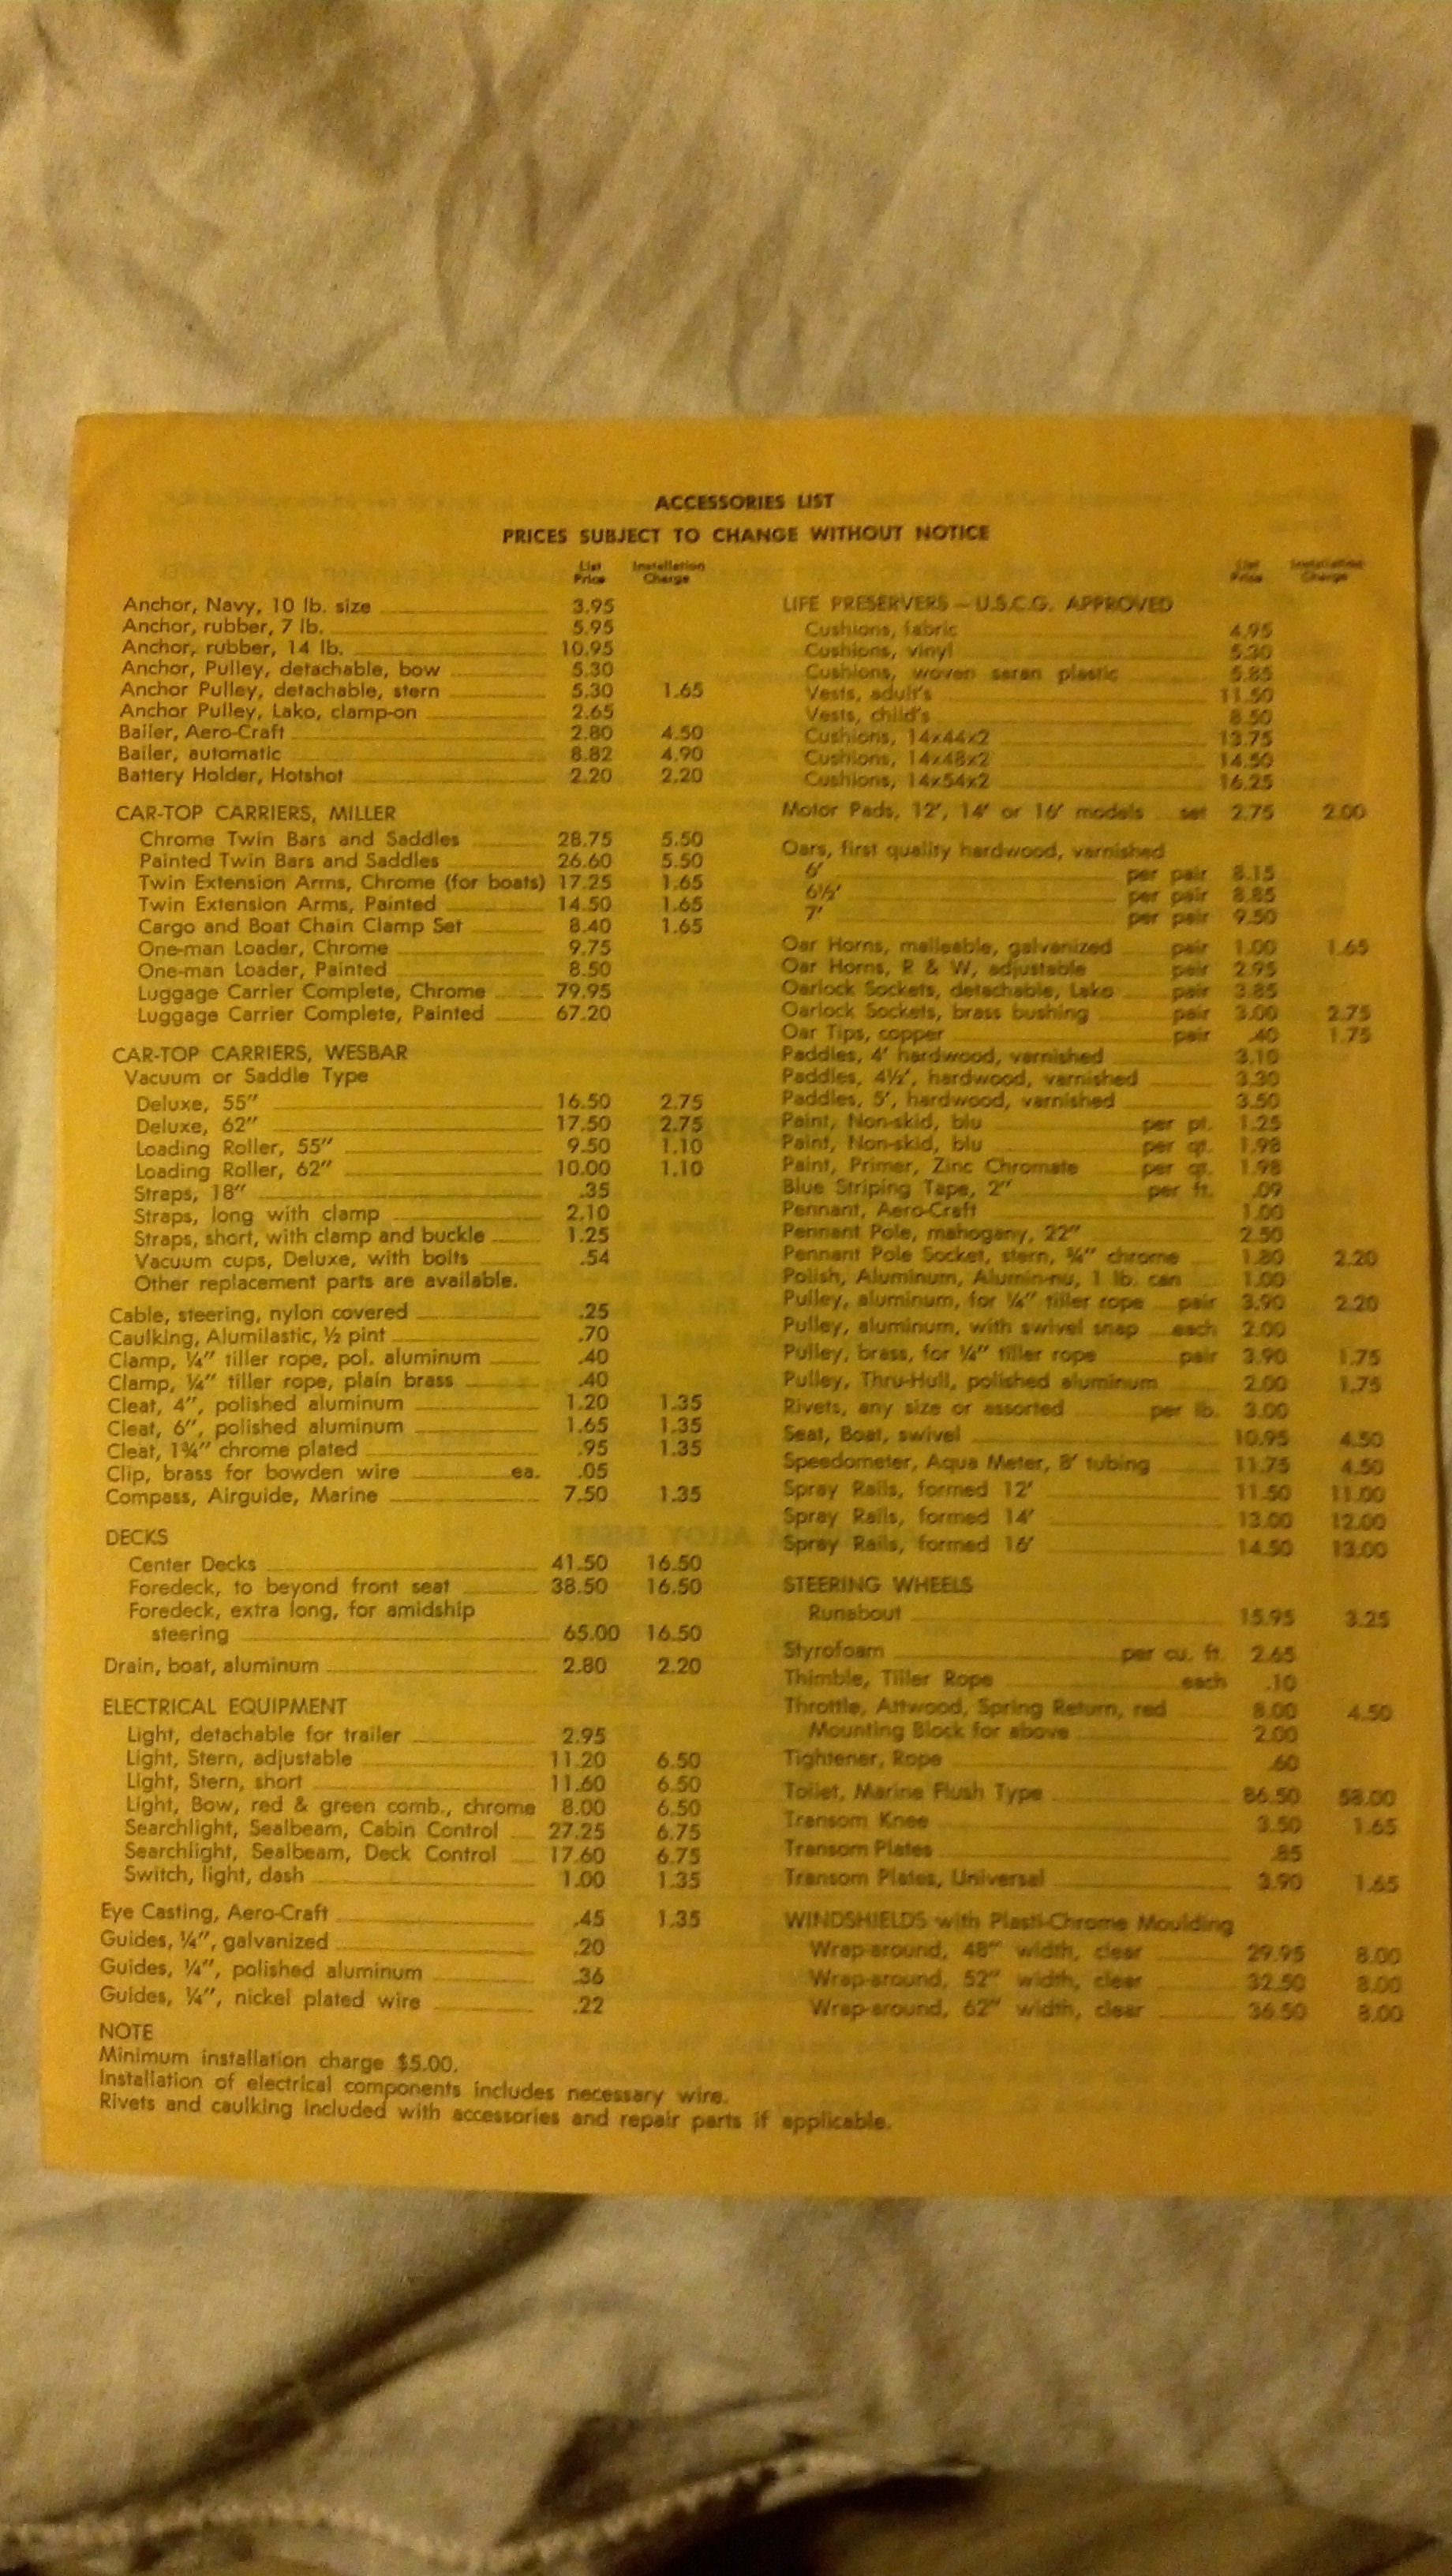 ACCESSORIES LIST
PRICES SUBJECT TO CHANGE WITHOUT NOTICE
List Price Installation Charge
Anchor, Navy, 10 lb. size 3.95
Anchor, rubber, 7 lb. 5.95
Anchor, rubber, 14 lb. 10.95
Anchor, Pulley, detachable, bow 5.30
Anchor Pulley, detachable, stern 5.30 1.65
Anchor Pulley, Lako, clamp-on 2.65
Bailer, Aero-Craft 2.80 4.50
Bailer, automatic 8.82 4.90
Battery Holder, Hotshot 2.20 2.20
CAR-TOP CARRIERS, MILLER
Chrome Twin Bars and Saddles 28.75 5.50
Painted Twin Bars and Saddles 26.60 5.50
Twin Extension Arms, Chrome (for boats) 17.25 1.65
Twin Extension Arms, Painted 14.50 1.65
Cargo and Boat Chain Clamp Set 8.40 1.65
One-man Loader, Chrome 9.75
One-man Loader, Painted 8.50
Luggage Carrier Complete, Chrome 79.95
Luggage Carrier Complete, Painted 67.20
CAR-TOP CARRIERS, WESBAR
Vacuum or Saddle Type
Deluxe, 55" 16.50 2.75
Deluxe, 62" 17.50 2.75
Loading Roller, 55" 9.50 1.10
Loading Roller, 62" 10.00 1.10
Straps, 18" .35
Straps, long with clamp 2.10
Straps, short, with clamp and buckle 1.25
Vacuum cups, Deluxe, with bolts .54
Other replacement parts are available.
Cable, steering, nylon covered .25
Caulking, Alumilastic, ½ pint .70
Clamp, ¼" tiller rope, pol. aluminum .40
Clamp, ¼" tiller rope, plain brass .40
Cleat, 4", polished aluminum 1.20 1.35
Cleat, 6", polished aluminum 1.65 1.35
Cleat, 1¾" chrome plated .95 1.35
Clip, brass for bowden wire ea. .05
Compass, Airguide, Marine 7.50 1.35
DECKS
Center Decks 41.50 16.50
Foredeck, to beyond front seat 38.50 16.50
Foredeck, extra long, for amidship
steering 65.00 16.50
Drain, boat, aluminum 2.80 2.20
ELECTRICAL EQUIPMENT
Light, detachable for trailer 2.95
Light, Stern, adjustable 11.20 6.50
Light, Stern, short 11.60 6.50
Light, Bow, red & green comb., chrome 8.00 6.50
Searchlight, Sealbeam, Cabin Control 27.25 6.75
Searchlight, Sealbeam, Deck Control 17.60 6.75
Switch, light, dash 1.00 1.35
Eye Casting, Aero-Craft .45 1.35
Guides, ¼", galvanized .20
Guides, ¼", polished aluminum .36
Guides, ¼", nickel plated wire .22
NOTE
Minimum installation charge $5.00.
Installation of electrical components includes necessary wire.
Rivets and caulking included with accessories and repair parts if applicable.
List Price Installation Charge
LIFE PRESERVERS — U.S.C.G. APPROVED
Cushions, fabric 4.95
Cushions, vinyl 5.30
Cushions, woven saran plastic 5.85
Vests, adult's 11.50
Vests, child's 8.50
Cushions, 14x44x2 13.75
Cushions, 14x48x2 14.50
Cushions, 14x54x2 16.25
Motor Pads, 12', 14' or 16' models set 2.75 2.00
Oars, first quality hardwood, varnished
6' per pair 8.15
6½' per pair 8.85
7' per pair 9.50
Oar Horns, malleable, galvanized pair 1.00 1.65
Oar Horns, R & W, adjustable pair 2.95
Oarlock Sockets, detachable, Lako pair 3.85
Oarlock Sockets, brass bushing pair 3.00 2.75
Oar Tips, copper pair .40 1.75
Paddles, 4' hardwood, varnished 3.10
Paddles, 4½', hardwood, varnished 3.30
Paddles, 5', hardwood, varnished 3.50
Paint, Non-skid, blu per pt. 1.25
Paint, Non-skid, blu per qt. 1.98
Paint, Primer, Zinc Chromate per qt. 1.98
Blue Striping Tape, 2" per ft. .09
Pennant, Aero-Craft 1.00
Pennant Pole, mahogany, 22" 2.50
Pennant Pole Socket, stern, ¾" chrome 1.80 2.20
Polish, Aluminum, Alumin-nu, 1 lb. can 1.00
Pulley, aluminum, for ¼" tiller rope pair 3.90 2.20
Pulley, aluminum, with swivel snap each 2.00
Pulley, brass, for ¼" tiller rope pair 3.90 1.75
Pulley, Thru-Hull, polished aluminum 2.00 1.75
Rivets, any size or assorted per lb. 3.00
Seat, Boat, swivel 10.95 4.50
Speedometer, Aqua Meter, 8' tubing 11.75 4.50
Spray Rails, formed 12' 11.50 11.00
Spray Rails, formed 14' 13.00 12.00
Spray Rails, formed 16' 14.50 13.00
STEERING WHEELS
Runabout 15.95 3.25
Styrofoam per cu. ft. 2.65
Thimble, Tiller Rope each .10
Throttle, Attwood, Spring Return, red 8.00 4.50
Mounting Block for above 2.00
Tightener, Rope .60
Toilet, Marine Flush Type 86.50 58.00
Transom Knee 3.50 1.65
Transom Plates .85
Transom Plates, Universal 3.90 1.65
WINDSHIELDS with Plasti-Chrome Moulding
Wrap-around, 48" width, clear 29.95 8.00
Wrap-around, 52" width, clear 32.50 8.00
Wrap-around, 62" width, clear 36.50 8.00